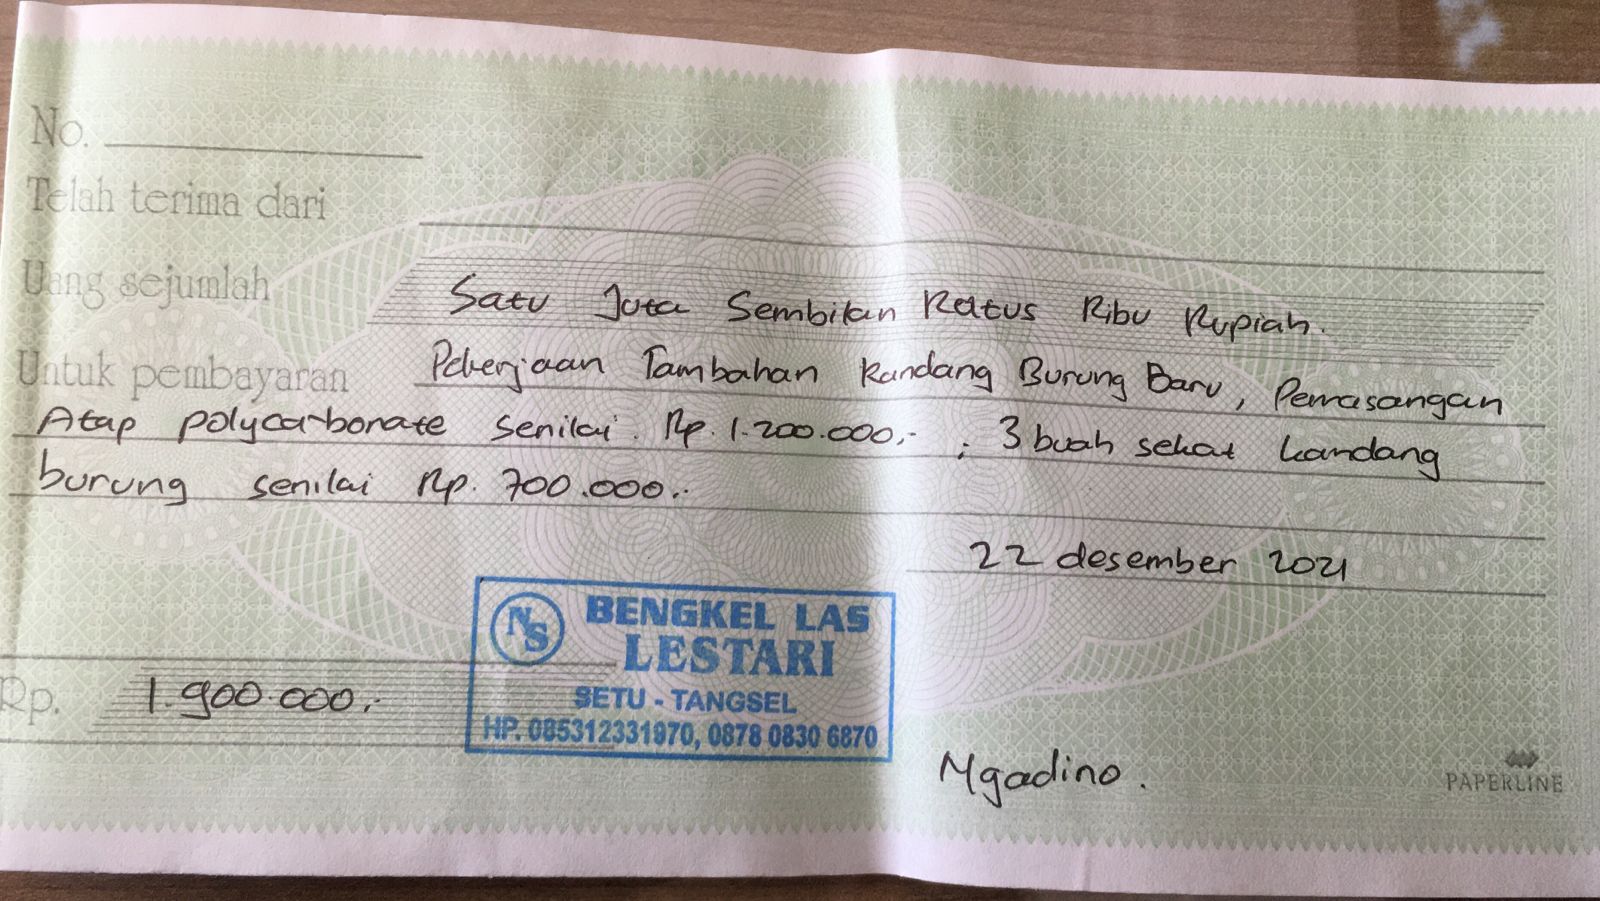 No.
Telah terima dari
Uang sejumlah Satu Juta Sembilan Ratus Ribu Rupiah.
Untuk pembayaran Pekerjaan Tambahan Kandang Burung Baru, Pemasangan
Atap polycarbonate senilai Rp. 1.200.000,- ; 3 buah sekat kandang
burung senilai Rp. 700.000.-
22 desember 2021
NS BENGKEL LAS
LESTARI
SETU - TANGSEL
HP. 085312331970, 0878 0830 6870
Rp. 1.900.000,-
Ngadino.
PAPERLINE